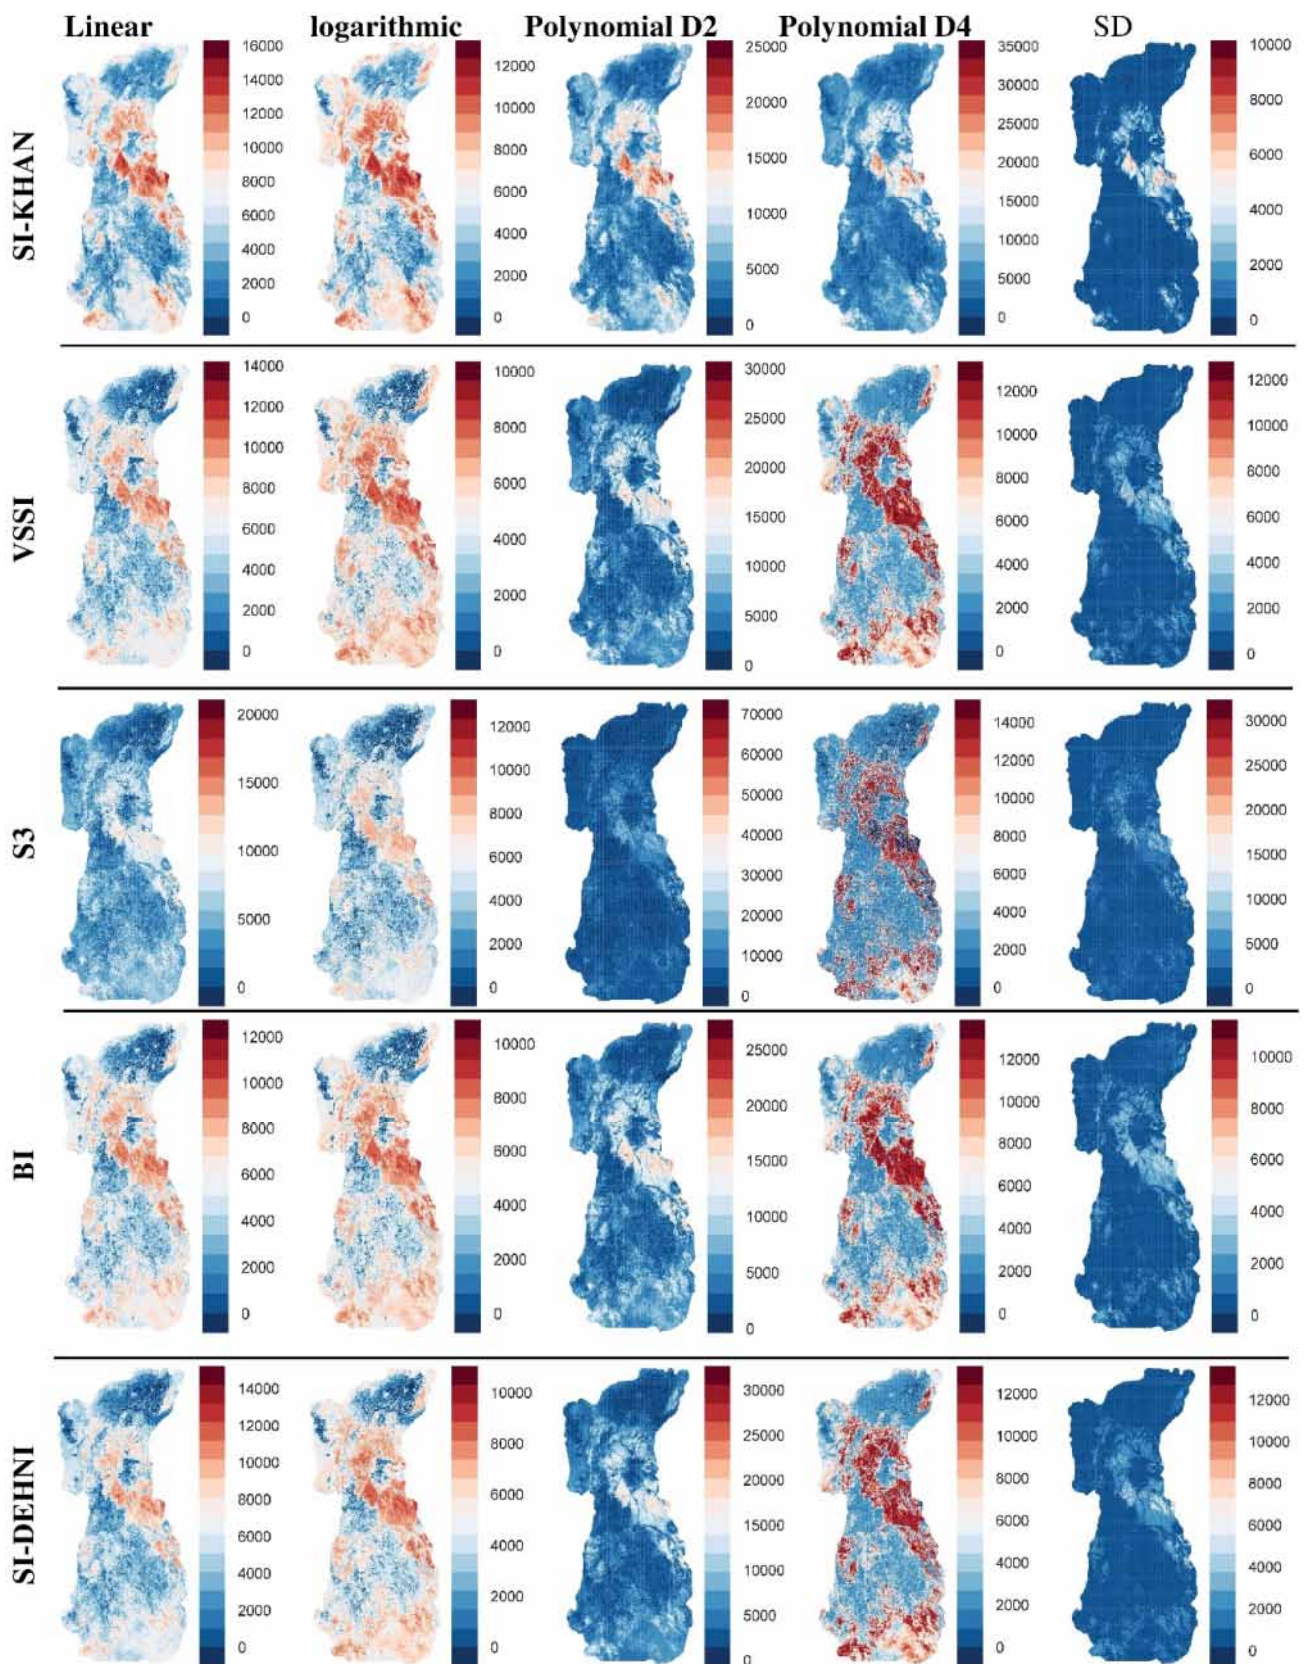 Linear logarithmic Polynomial D2 Polynomial D4 SD
SI-KHAN
16000 14000 12000 10000 8000 6000 4000 2000 0
12000 10000 8000 6000 4000 2000 0
25000 20000 15000 10000 5000 0
35000 30000 25000 20000 15000 10000 5000 0
10000 8000 6000 4000 2000 0
VSSI
14000 12000 10000 8000 6000 4000 2000 0
10000 8000 6000 4000 2000 0
30000 25000 20000 15000 10000 5000 0
12000 10000 8000 6000 4000 2000 0
12000 10000 8000 6000 4000 2000 0
S3
20000 15000 10000 5000 0
12000 10000 8000 6000 4000 2000 0
70000 60000 50000 40000 30000 20000 10000 0
14000 12000 10000 8000 6000 4000 2000 0
30000 25000 20000 15000 10000 5000 0
BI
12000 10000 8000 6000 4000 2000 0
10000 8000 6000 4000 2000 0
25000 20000 15000 10000 5000 0
12000 10000 8000 6000 4000 2000 0
10000 8000 6000 4000 2000 0
SI-DEHNI
14000 12000 10000 8000 6000 4000 2000 0
10000 8000 6000 4000 2000 0
30000 25000 20000 15000 10000 5000 0
12000 10000 8000 6000 4000 2000 0
12000 10000 8000 6000 4000 2000 0